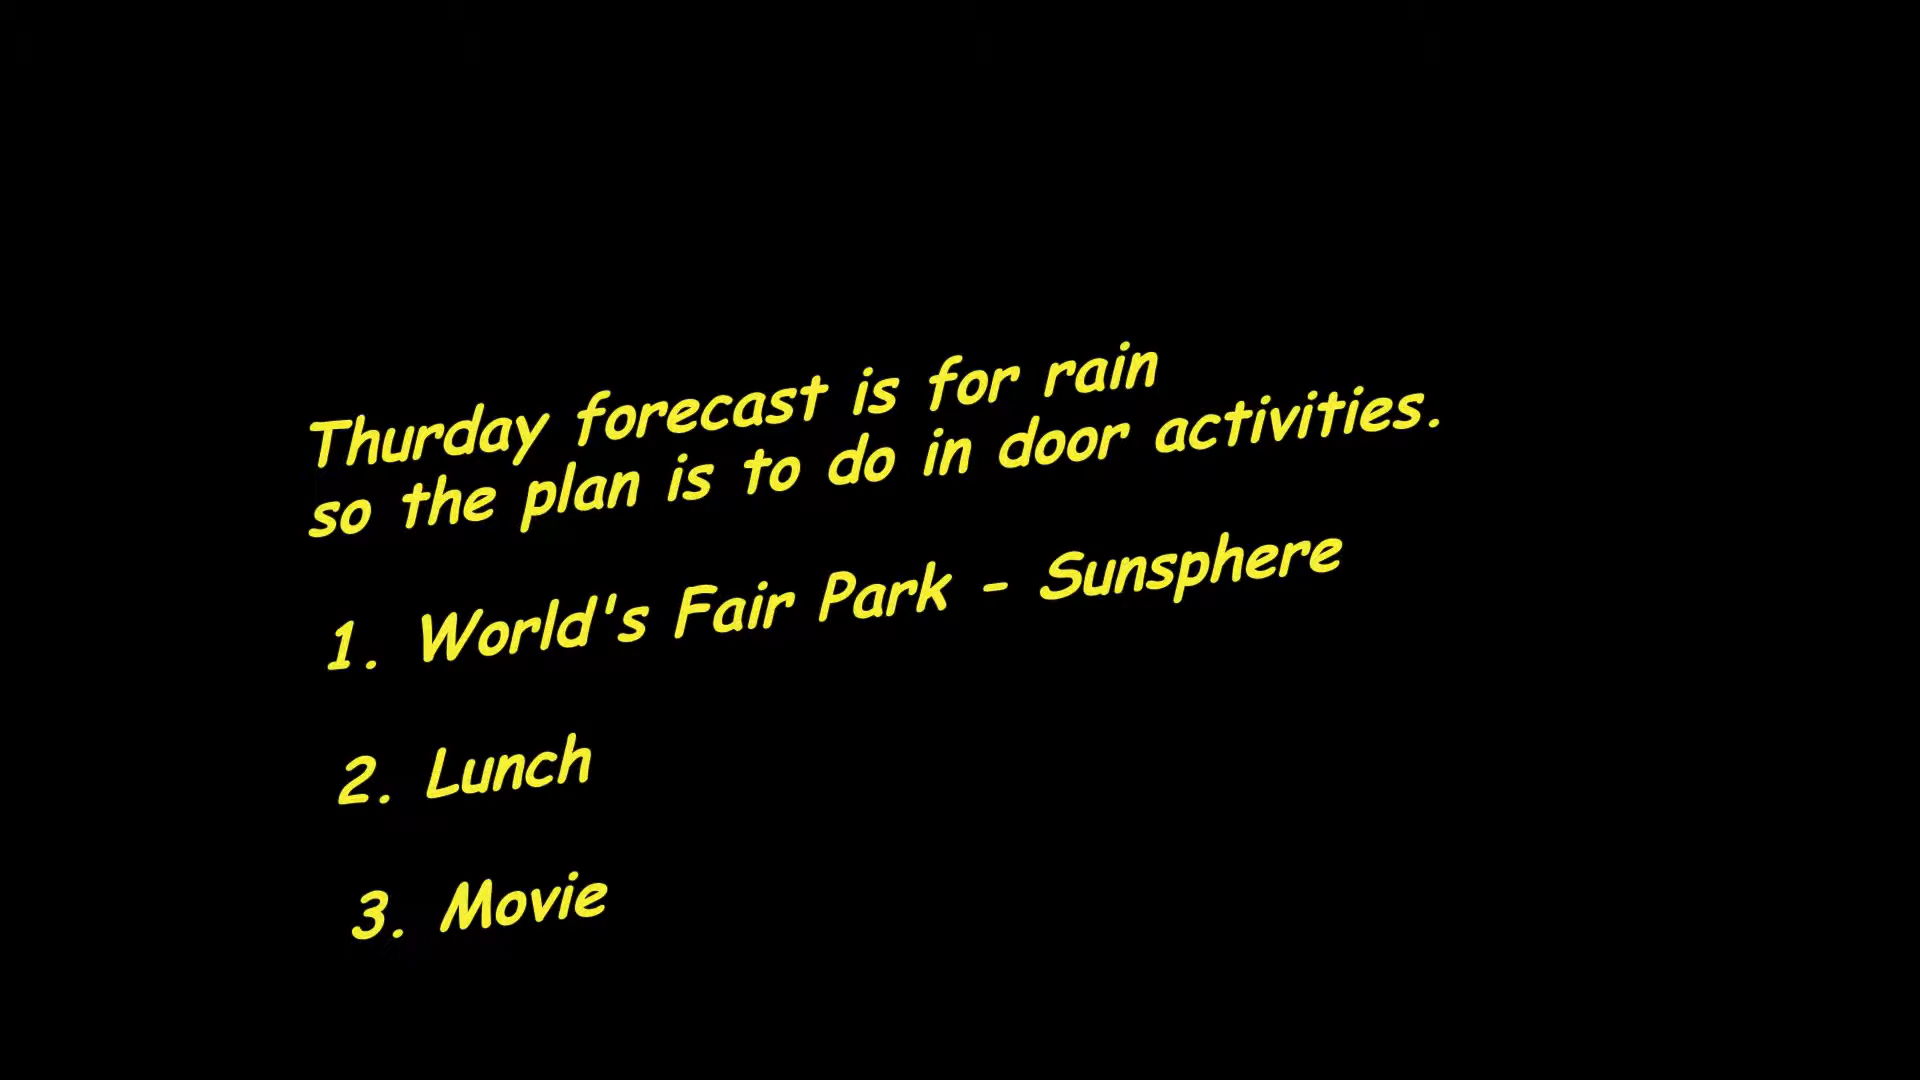 Thurday forecast is for rain
so the plan is to do in door activities.
1. World's Fair Park - Sunsphere
2. Lunch
3. Movie